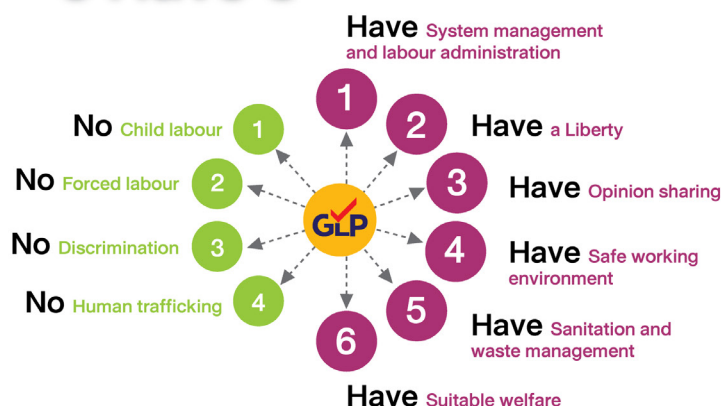 Have System management
and labour administration
1
No Child labour 1
2
Have a Liberty
No Forced labour 2
3
Have Opinion sharing
GLP
No Discrimination 3
4
Have Safe working
environment
No Human trafficking 4
5
Have Sanitation and
waste management
6
Have Suitable welfare